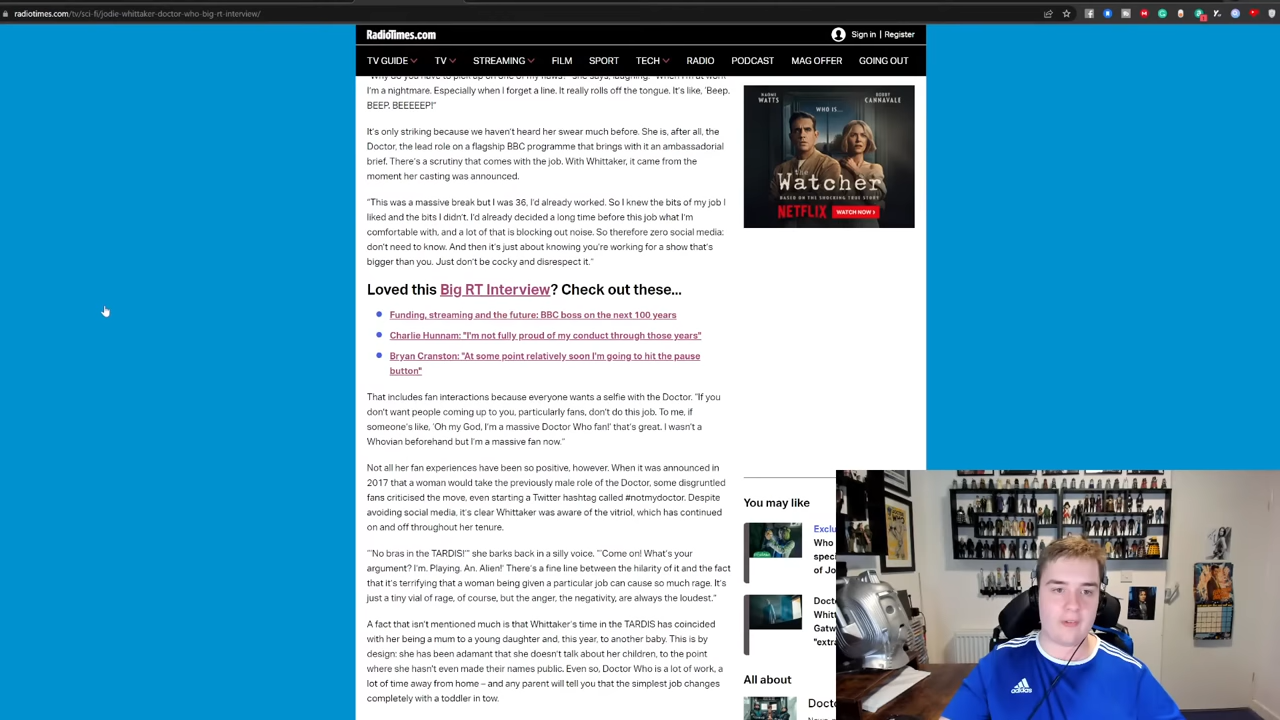 radiotimes.com/tv/sci-fi/jodie-whittaker-doctor-who-big-rt-interview/
RadioTimes.com
Sign in | Register
TV GUIDE TV STREAMING FILM SPORT TECH RADIO PODCAST MAG OFFER GOING OUT
I'm a nightmare. Especially when I forget a line. It really rolls off the tongue. It's like, 'Beep.
BEEP. BEEEEEP!"
It's only striking because we haven't heard her swear much before. She is, after all, the
Doctor, the lead role on a flagship BBC programme that brings with it an ambassadorial
brief. There's a scrutiny that comes with the job. With Whittaker, it came from the
moment her casting was announced.
"This was a massive break but I was 36, I'd already worked. So I knew the bits of my job I
liked and the bits I didn't. I'd already decided a long time before this job what I'm
comfortable with, and a lot of that is blocking out noise. So therefore zero social media:
don't need to know. And then it's just about knowing you're working for a show that's
bigger than you. Just don't be cocky and disrespect it."
Loved this Big RT Interview? Check out these...
Funding, streaming and the future: BBC boss on the next 100 years
Charlie Hunnam: "I'm not fully proud of my conduct through those years"
Bryan Cranston: "At some point relatively soon I'm going to hit the pause
button"
That includes fan interactions because everyone wants a selfie with the Doctor. "If you
don't want people coming up to you, particularly fans, don't do this job. To me, if
someone's like, 'Oh my God, I'm a massive Doctor Who fan!' that's great. I wasn't a
Whovian beforehand but I'm a massive fan now."
Not all her fan experiences have been so positive, however. When it was announced in
2017 that a woman would take the previously male role of the Doctor, some disgruntled
fans criticised the move, even starting a Twitter hashtag called #notmydoctor. Despite
avoiding social media, it's clear Whittaker was aware of the vitriol, which has continued
on and off throughout her tenure.
"'No bras in the TARDIS!'" she barks back in a silly voice. "'Come on! What's your
argument? I'm. Playing. An. Alien!' There's a fine line between the hilarity of it and the fact
that it's terrifying that a woman being given a particular job can cause so much rage. It's
just a tiny vial of rage, of course, but the anger, the negativity, are always the loudest."
A fact that isn't mentioned much is that Whittaker's time in the TARDIS has coincided
with her being a mum to a young daughter and, this year, to another baby. This is by
design: she has been adamant that she doesn't talk about her children, to the point
where she hasn't even made their names public. Even so, Doctor Who is a lot of work, a
lot of time away from home – and any parent will tell you that the simplest job changes
completely with a toddler in tow.
NAOMI WATTS
BOBBY CANNAVALE
WHO IS...
the Watcher
BASED ON THE SHOCKING TRUE STORY
NETFLIX WATCH NOW
You may like
Exclu
Who
speci
of Jo
Docto
Whitt
Gatw
"extra
All about
Docto
adidas